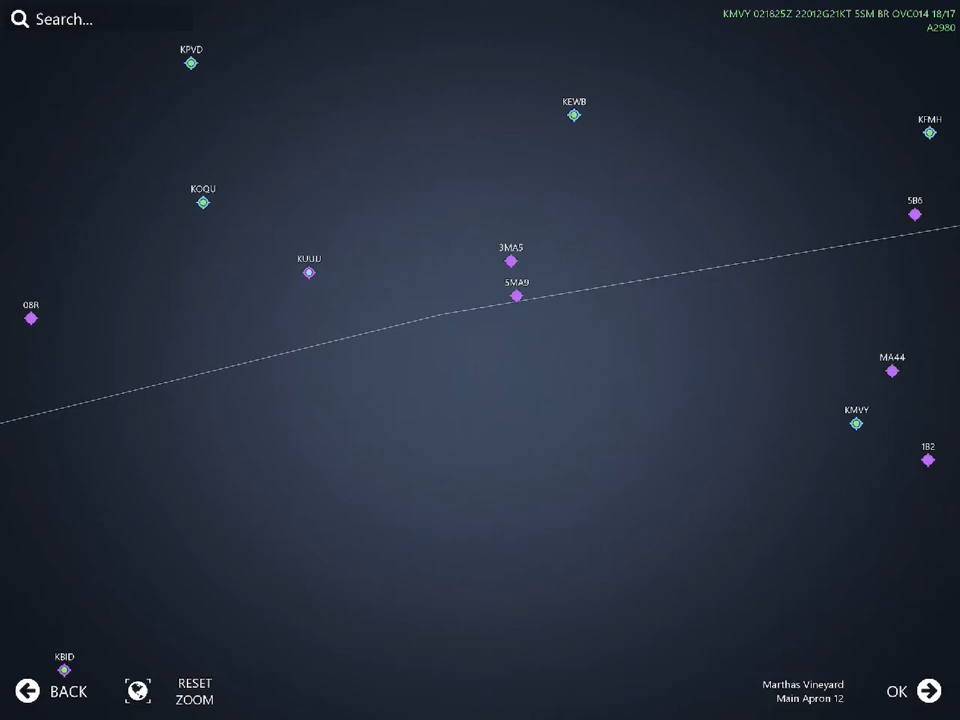 Search...
KMVY 021825Z 22012G21KT 5SM BR OVC014 18/17
A2980
KPVD
KEWB
KFMH
KOQU
5B6
3MA5
KUUU
5MA9
08R
MA44
KMVY
1B2
KBID
BACK
RESET
ZOOM
Marthas Vineyard
Main Apron 12
OK